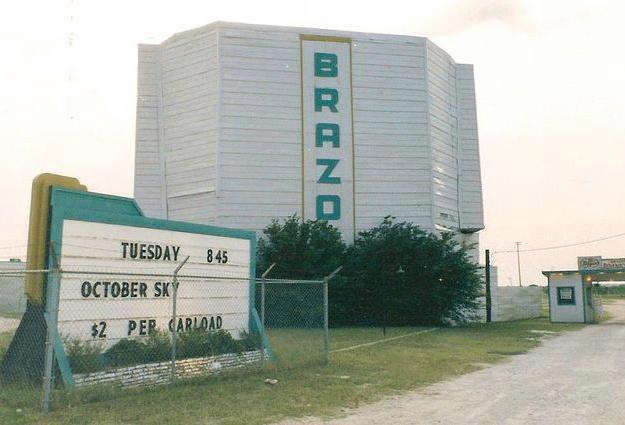 BRAZO
TUESDAY 845
OCTOBER SKY
$2 PER CARLOAD